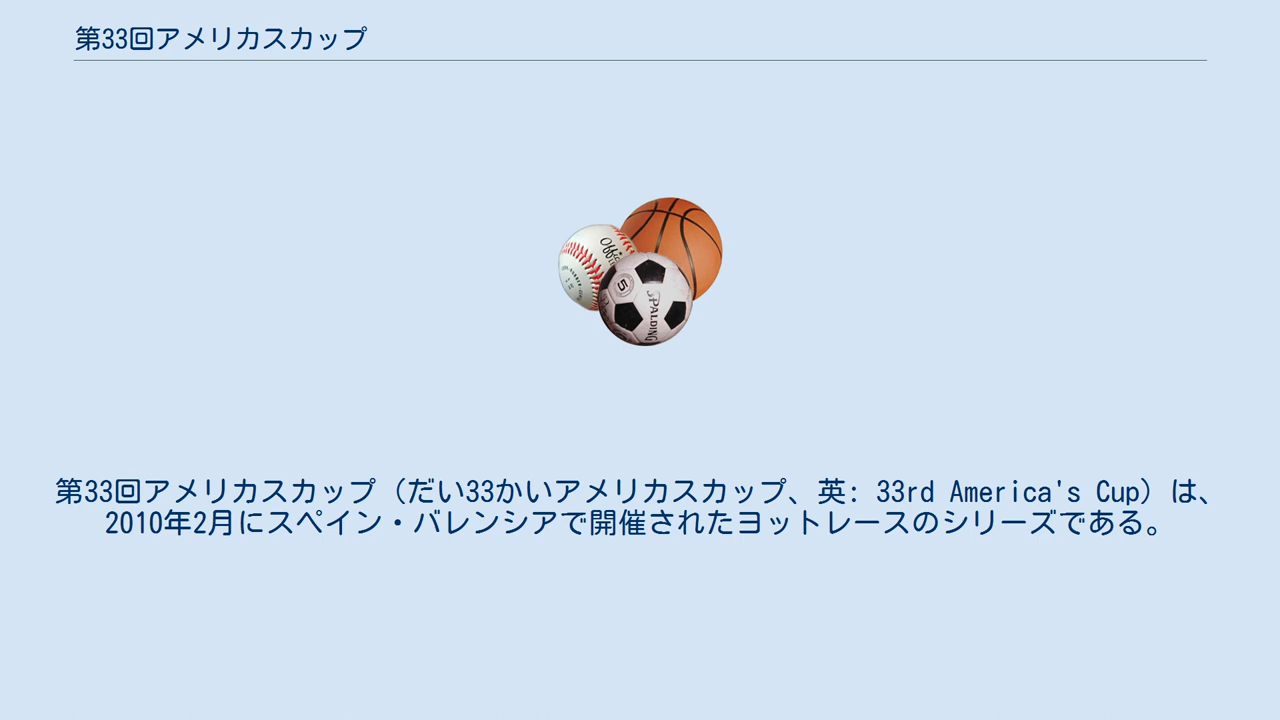 第33回アメリカスカップ
5
SPALDING
第33回アメリカスカップ（だい33かいアメリカスカップ、英: 33rd America's Cup）は、
2010年2月にスペイン・バレンシアで開催されたヨットレースのシリーズである。